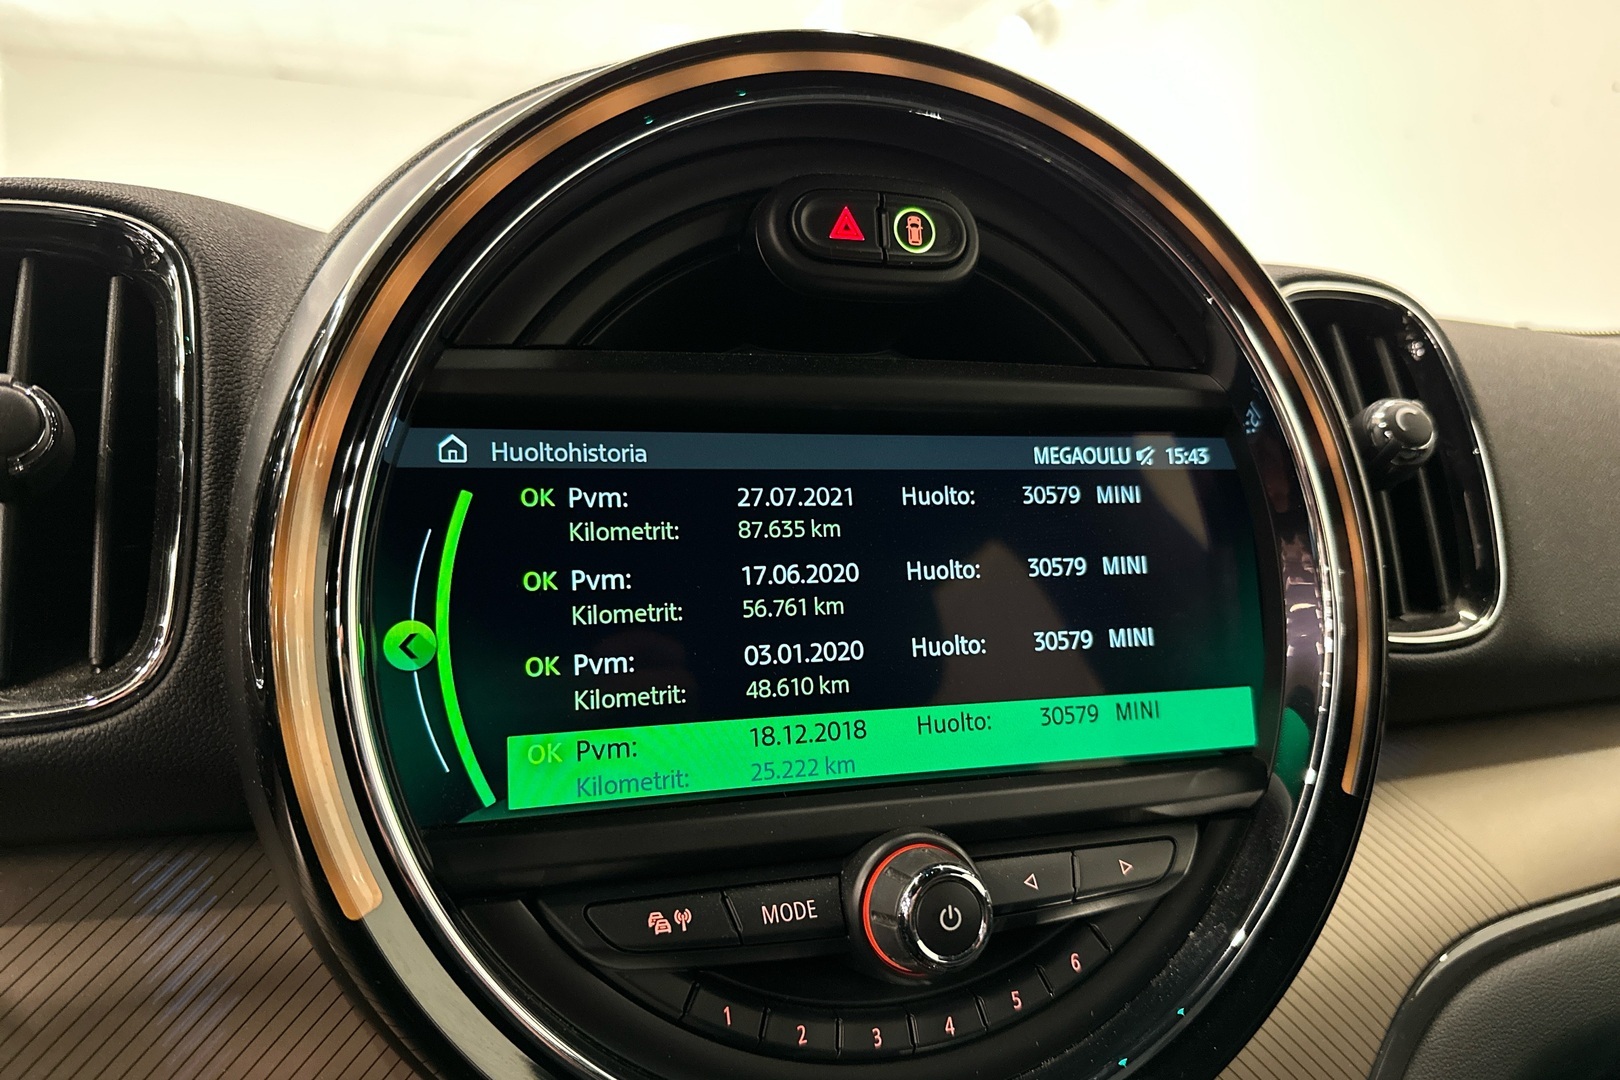 Huoltohistoria MEGAOULU 15:43
OK Pvm: 27.07.2021 Huolto: 30579 MINI
Kilometrit: 87.635 km
OK Pvm: 17.06.2020 Huolto: 30579 MINI
Kilometrit: 56.761 km
OK Pvm: 03.01.2020 Huolto: 30579 MINI
Kilometrit: 48.610 km
OK Pvm: 18.12.2018 Huolto: 30579 MINI
Kilometrit: 25.222 km
MODE
1 2 3 4 5 6